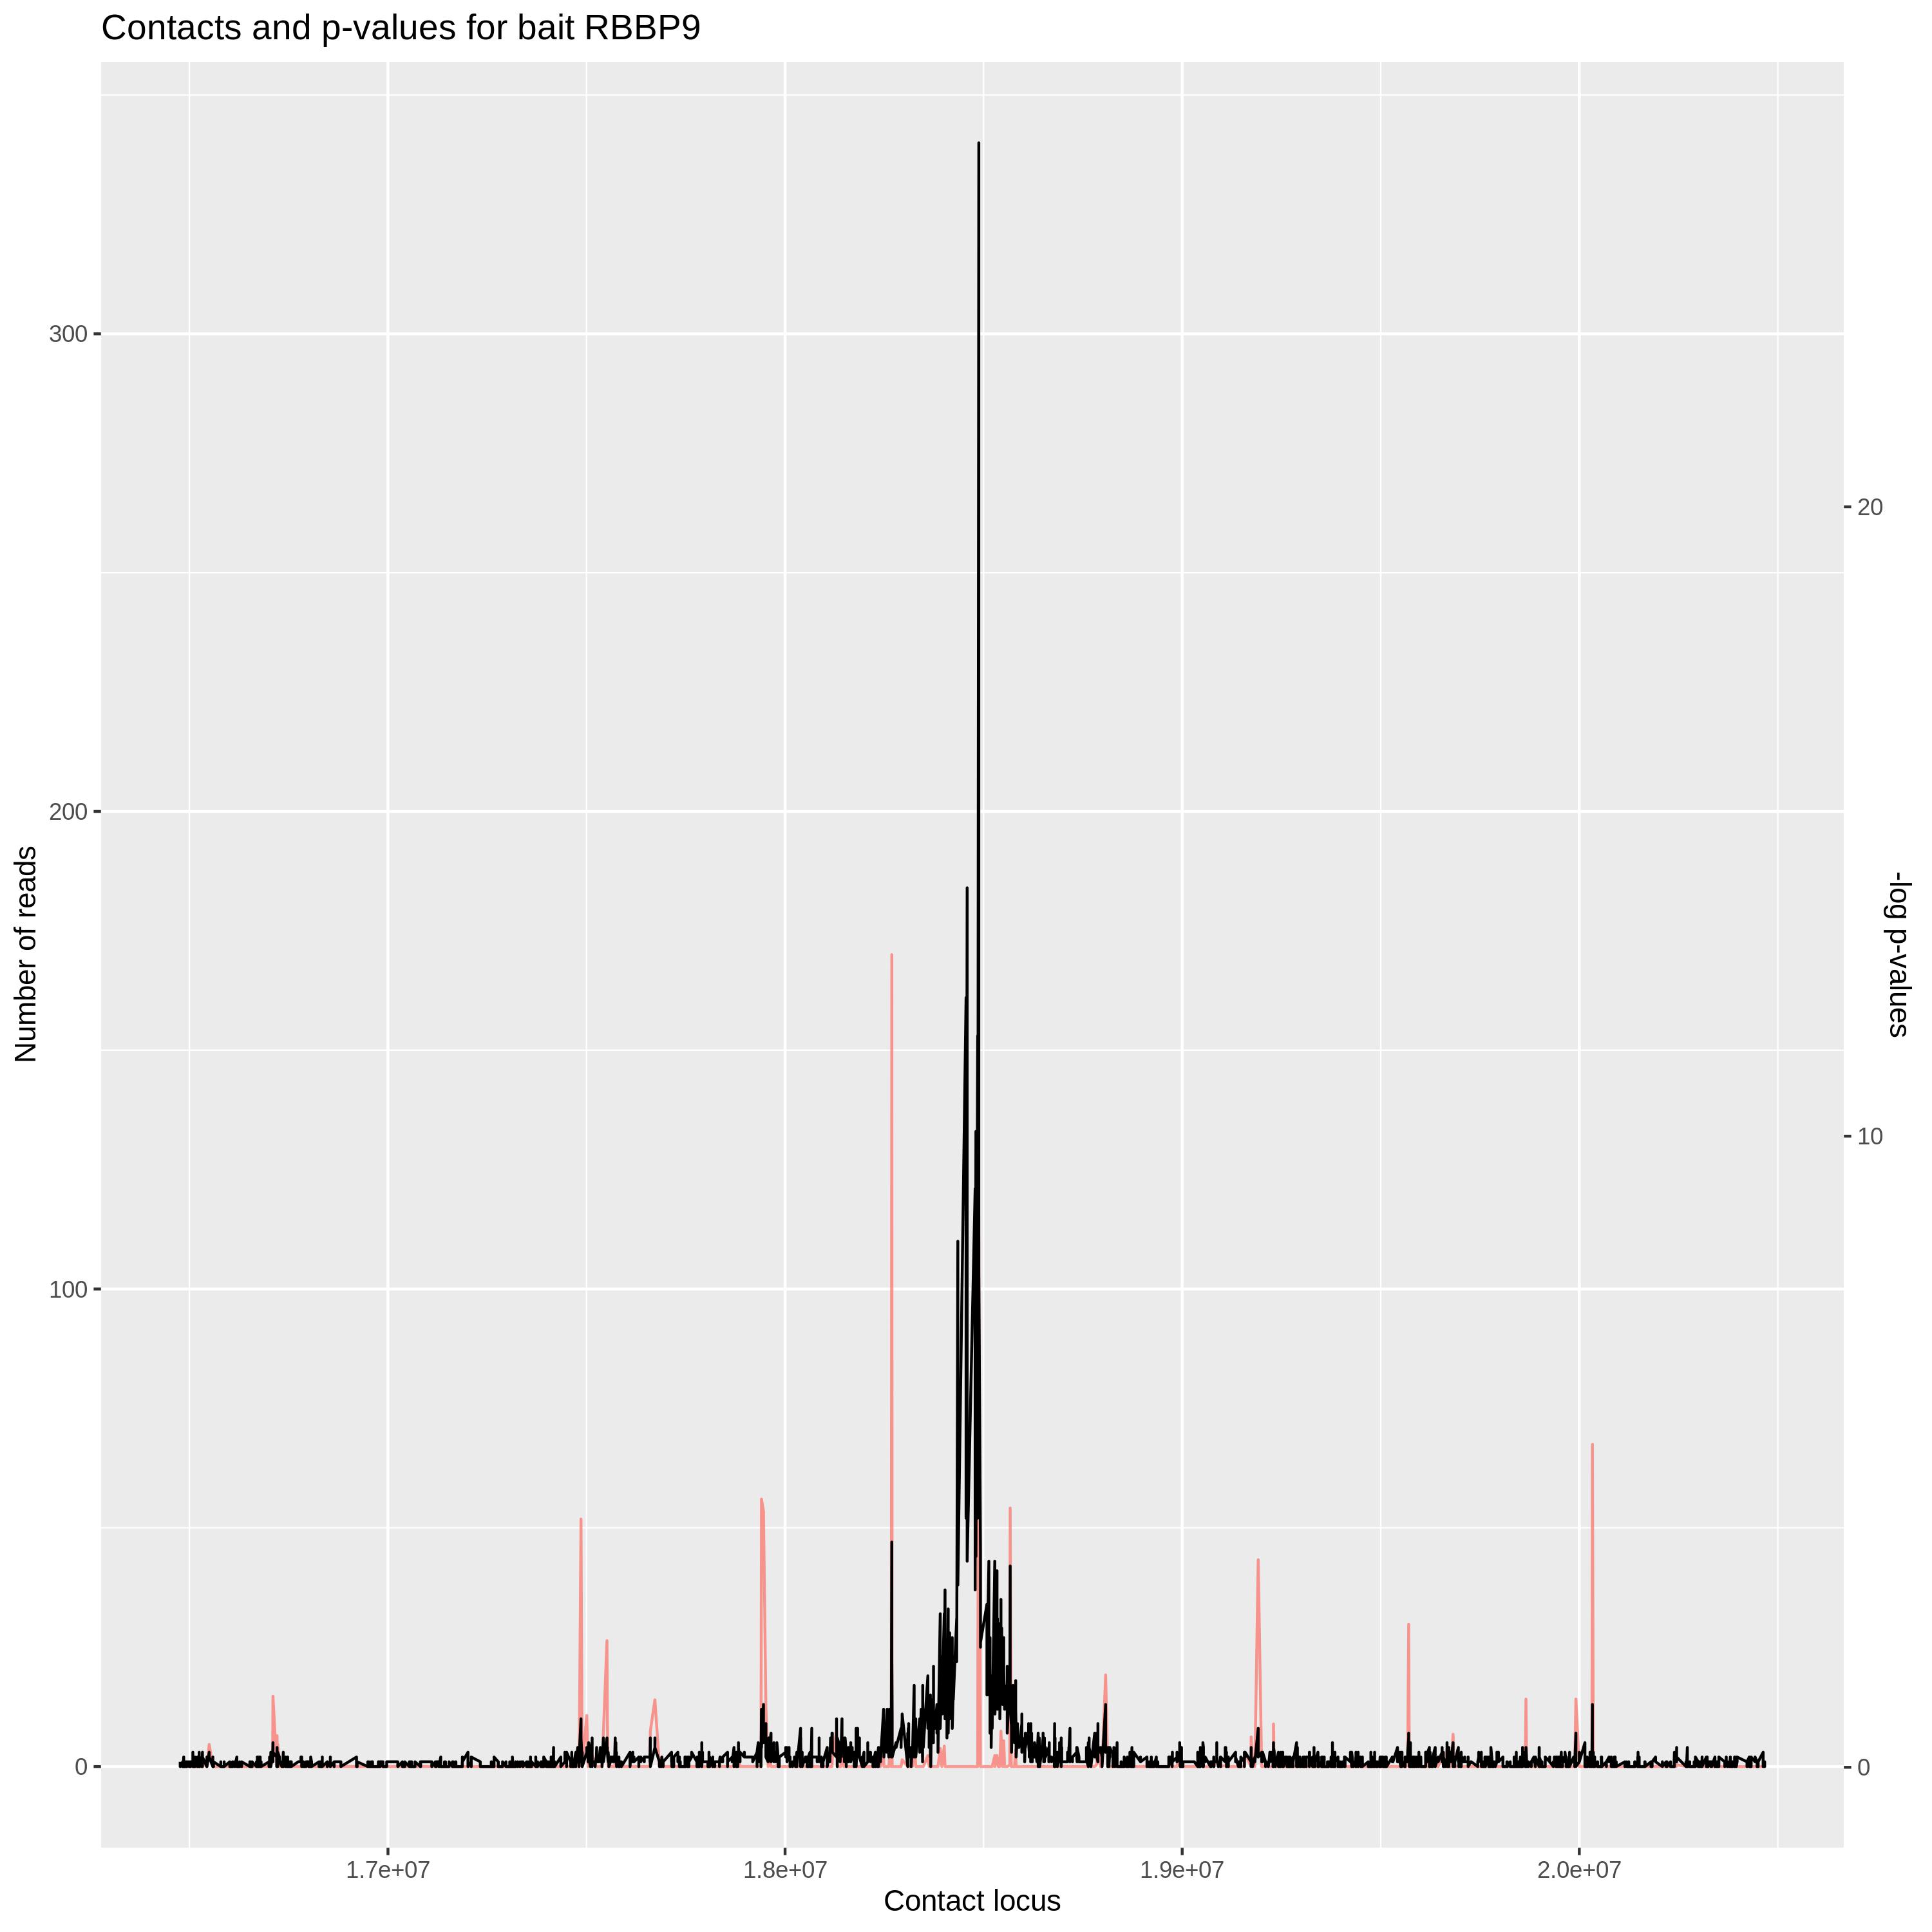 Contacts and p-values for bait RBBP9
300
200
100
0
Number of reads
20
10
0
-log p-values
1.7e+07
1.8e+07
1.9e+07
2.0e+07
Contact locus